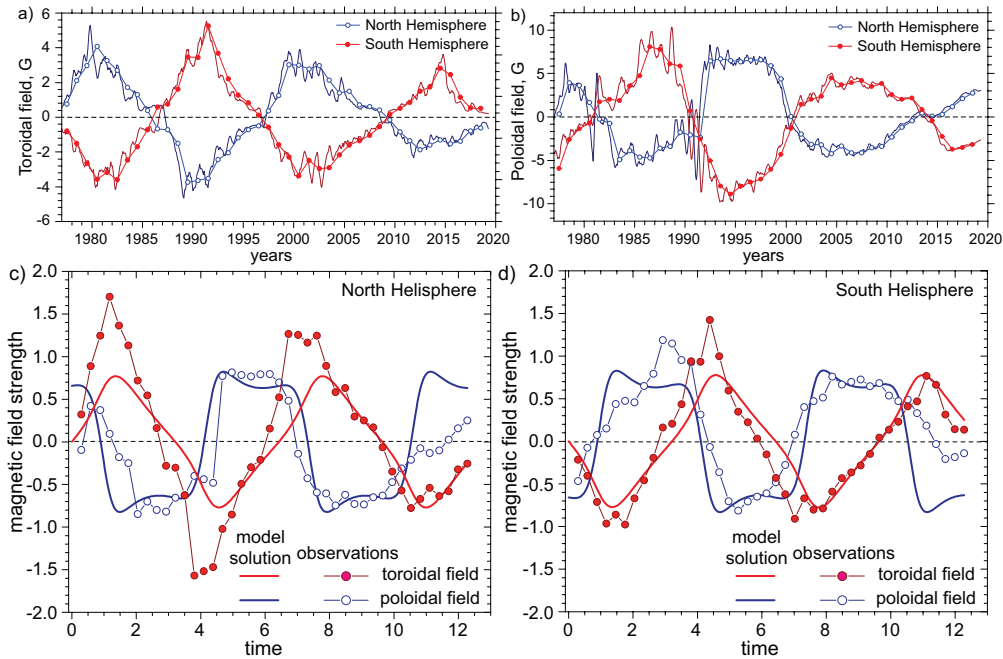 a)
North Hemisphere
South Hemisphere
Toroidal field, G
6
4
2
0
-2
-4
-6
1980 1985 1990 1995 2000 2005 2010 2015 2020
years
b)
North Hemisphere
South Hemisphere
Poloidal field, G
10
5
0
-5
-10
1980 1985 1990 1995 2000 2005 2010 2015 2020
years
c)
North Helisphere
magnetic field strength
2.0
1.5
1.0
0.5
0.0
-0.5
-1.0
-1.5
-2.0
model
solution observations
toroidal field
poloidal field
0 2 4 6 8 10 12
time
d)
South Helisphere
magnetic field strength
2.0
1.5
1.0
0.5
0.0
-0.5
-1.0
-1.5
-2.0
model
solution observations
toroidal field
poloidal field
0 2 4 6 8 10 12
time